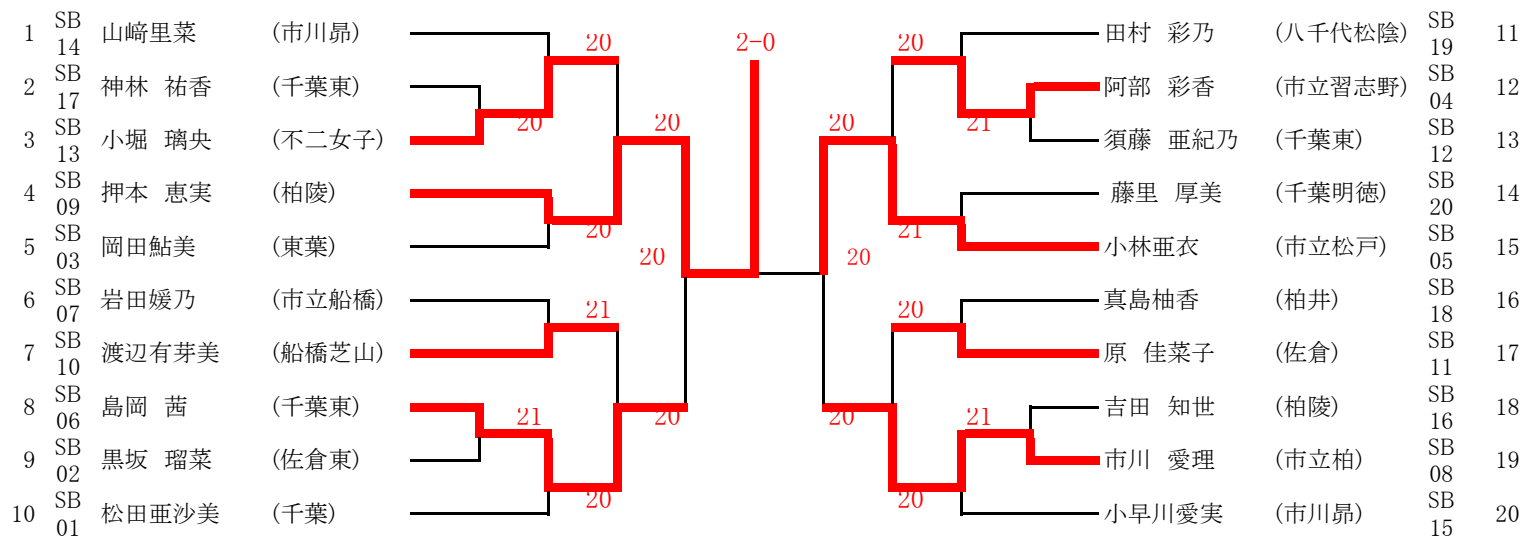 1 SB 14 山﨑里菜 (市川昴)
2 SB 17 神林 祐香 (千葉東)
3 SB 13 小堀 璃央 (不二女子)
4 SB 09 押本 恵実 (柏陵)
5 SB 03 岡田鮎美 (東葉)
6 SB 07 岩田媛乃 (市立船橋)
7 SB 10 渡辺有芽美 (船橋芝山)
8 SB 06 島岡 茜 (千葉東)
9 SB 02 黒坂 瑠菜 (佐倉東)
10 SB 01 松田亜沙美 (千葉)
20
20
20
20
20
21
21
20
20
2-0
20
21
20
21
20
20
21
20
20
田村 彩乃 (八千代松陰) SB 19 11
阿部 彩香 (市立習志野) SB 04 12
須藤 亜紀乃 (千葉東) SB 12 13
藤里 厚美 (千葉明徳) SB 20 14
小林亜衣 (市立松戸) SB 05 15
真島柚香 (柏井) SB 18 16
原 佳菜子 (佐倉) SB 11 17
吉田 知世 (柏陵) SB 16 18
市川 愛理 (市立柏) SB 08 19
小早川愛実 (市川昴) SB 15 20